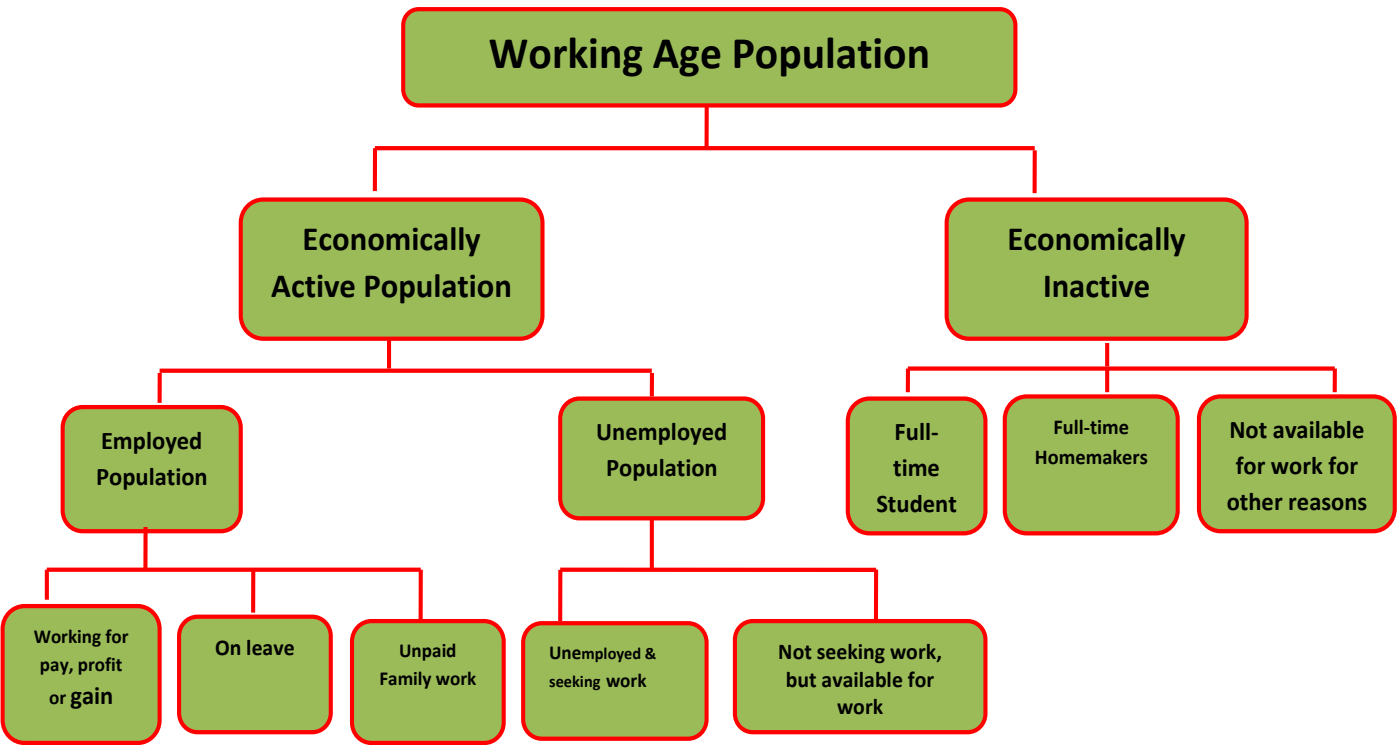 Working Age Population
Economically
Active Population
Economically
Inactive
Employed
Population
Unemployed
Population
Full-
time
Student
Full-time
Homemakers
Not available
for work for
other reasons
Working for
pay, profit
or gain
On leave
Unpaid
Family work
Unemployed &
seeking work
Not seeking work,
but available for
work